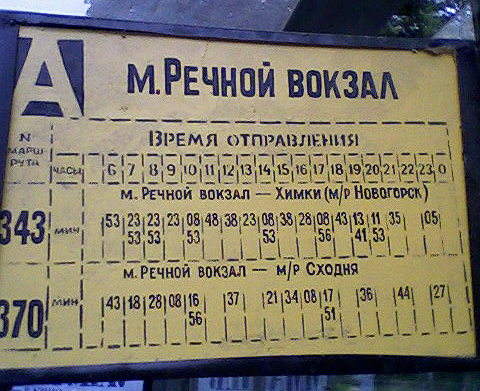 А
м. Речной вокзал
Время отправления
N
марш
рута
часы 6 7 8 9 10 11 12 13 14 15 16 17 18 19 20 21 22 23 0
м. Речной вокзал — Химки (м/р Новогорск)
343 мин 53 23 23 23 08 48 38 23 08 38 28 08 43 13 11 35 05
53 53 53 53 56 41 53
м. Речной вокзал — м/р Сходня
370 мин 43 18 28 08 16 37 21 34 08 17 36 44 27
56 51